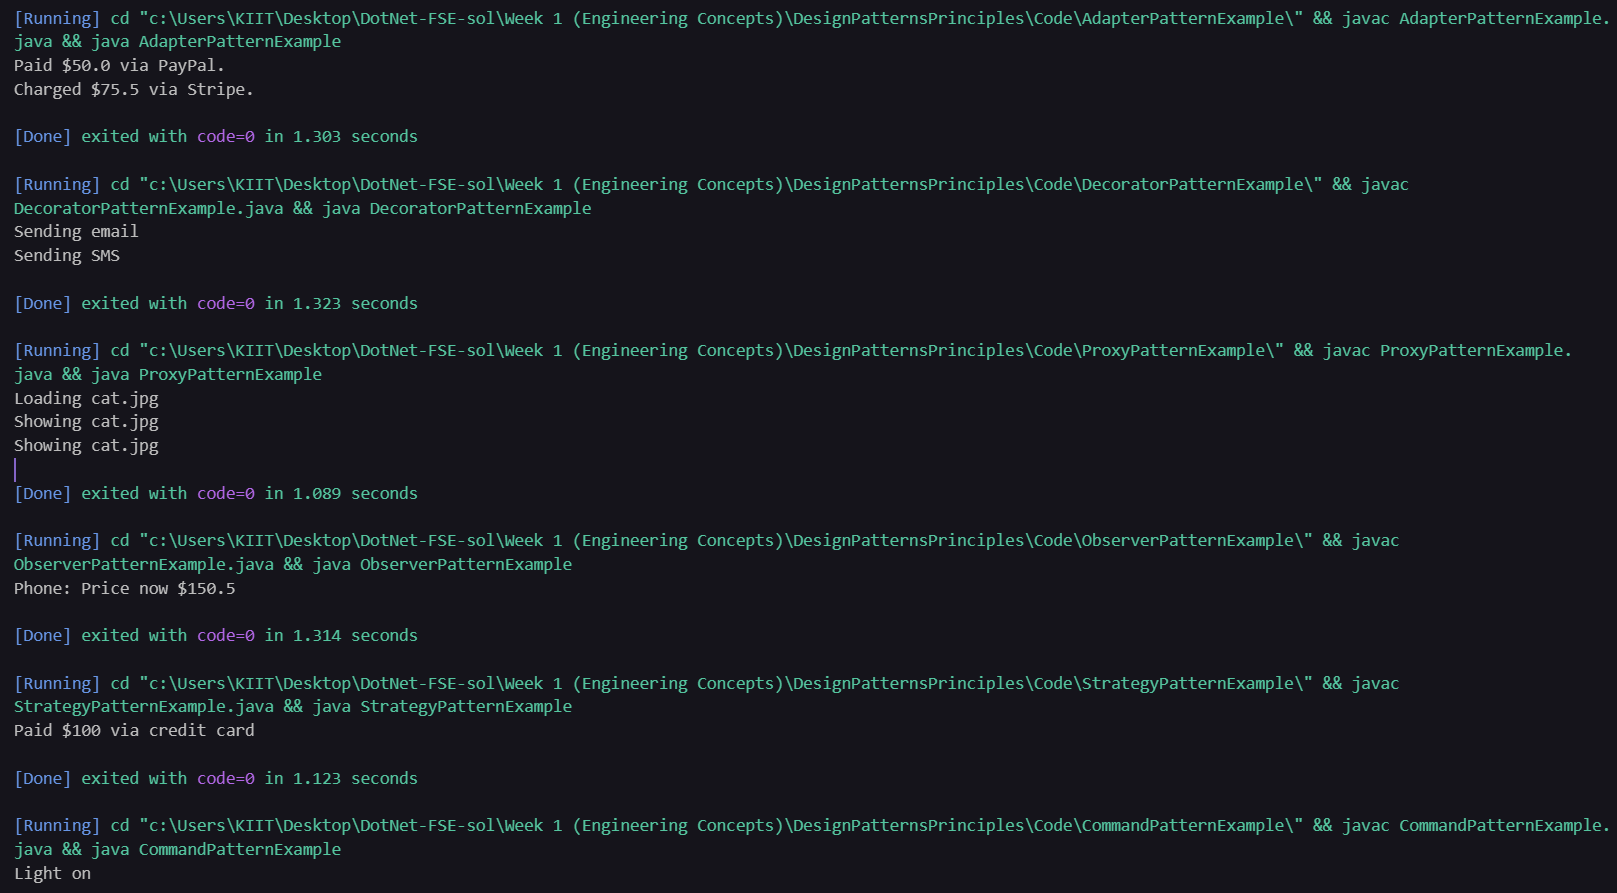 [Running] cd "c:\Users\KIIT\Desktop\DotNet-FSE-sol\Week 1 (Engineering Concepts)\DesignPatternsPrinciples\Code\AdapterPatternExample\" && javac AdapterPatternExample.
java && java AdapterPatternExample
Paid $50.0 via PayPal.
Charged $75.5 via Stripe.
[Done] exited with code=0 in 1.303 seconds
[Running] cd "c:\Users\KIIT\Desktop\DotNet-FSE-sol\Week 1 (Engineering Concepts)\DesignPatternsPrinciples\Code\DecoratorPatternExample\" && javac
DecoratorPatternExample.java && java DecoratorPatternExample
Sending email
Sending SMS
[Done] exited with code=0 in 1.323 seconds
[Running] cd "c:\Users\KIIT\Desktop\DotNet-FSE-sol\Week 1 (Engineering Concepts)\DesignPatternsPrinciples\Code\ProxyPatternExample\" && javac ProxyPatternExample.
java && java ProxyPatternExample
Loading cat.jpg
Showing cat.jpg
Showing cat.jpg
[Done] exited with code=0 in 1.089 seconds
[Running] cd "c:\Users\KIIT\Desktop\DotNet-FSE-sol\Week 1 (Engineering Concepts)\DesignPatternsPrinciples\Code\ObserverPatternExample\" && javac
ObserverPatternExample.java && java ObserverPatternExample
Phone: Price now $150.5
[Done] exited with code=0 in 1.314 seconds
[Running] cd "c:\Users\KIIT\Desktop\DotNet-FSE-sol\Week 1 (Engineering Concepts)\DesignPatternsPrinciples\Code\StrategyPatternExample\" && javac
StrategyPatternExample.java && java StrategyPatternExample
Paid $100 via credit card
[Done] exited with code=0 in 1.123 seconds
[Running] cd "c:\Users\KIIT\Desktop\DotNet-FSE-sol\Week 1 (Engineering Concepts)\DesignPatternsPrinciples\Code\CommandPatternExample\" && javac CommandPatternExample.
java && java CommandPatternExample
Light on